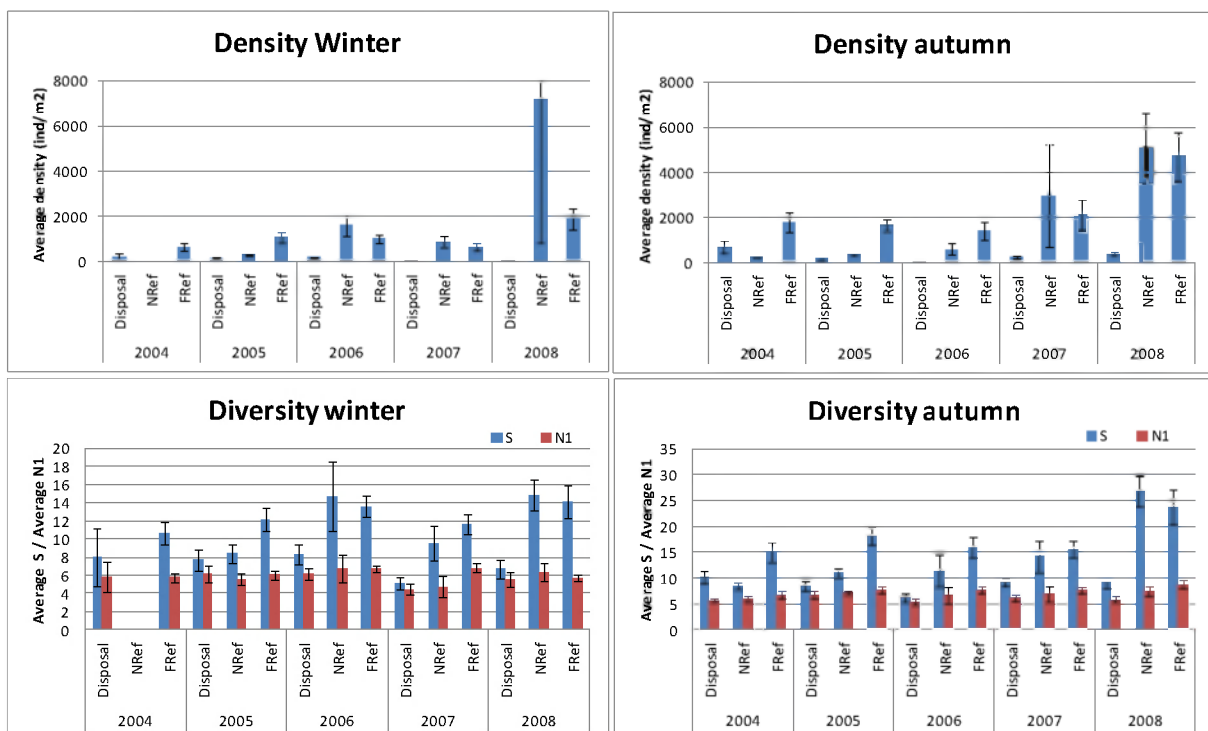 Density Winter
Average density (ind/m2)
8000
6000
4000
2000
0
Disposal NRef FRef Disposal NRef FRef Disposal NRef FRef Disposal NRef FRef Disposal NRef FRef
2004 2005 2006 2007 2008
Density autumn
Average density (ind/m2)
8000
6000
4000
2000
0
Disposal NRef FRef Disposal NRef FRef Disposal NRef FRef Disposal NRef FRef Disposal NRef FRef
2004 2005 2006 2007 2008
Diversity winter
S N1
Average S / Average N1
20
18
16
14
12
10
8
6
4
2
0
Disposal NRef FRef Disposal NRef FRef Disposal NRef FRef Disposal NRef FRef Disposal NRef FRef
2004 2005 2006 2007 2008
Diversity autumn
S N1
Average S / Average N1
35
30
25
20
15
10
5
0
Disposal NRef FRef Disposal NRef FRef Disposal NRef FRef Disposal NRef FRef Disposal NRef FRef
2004 2005 2006 2007 2008